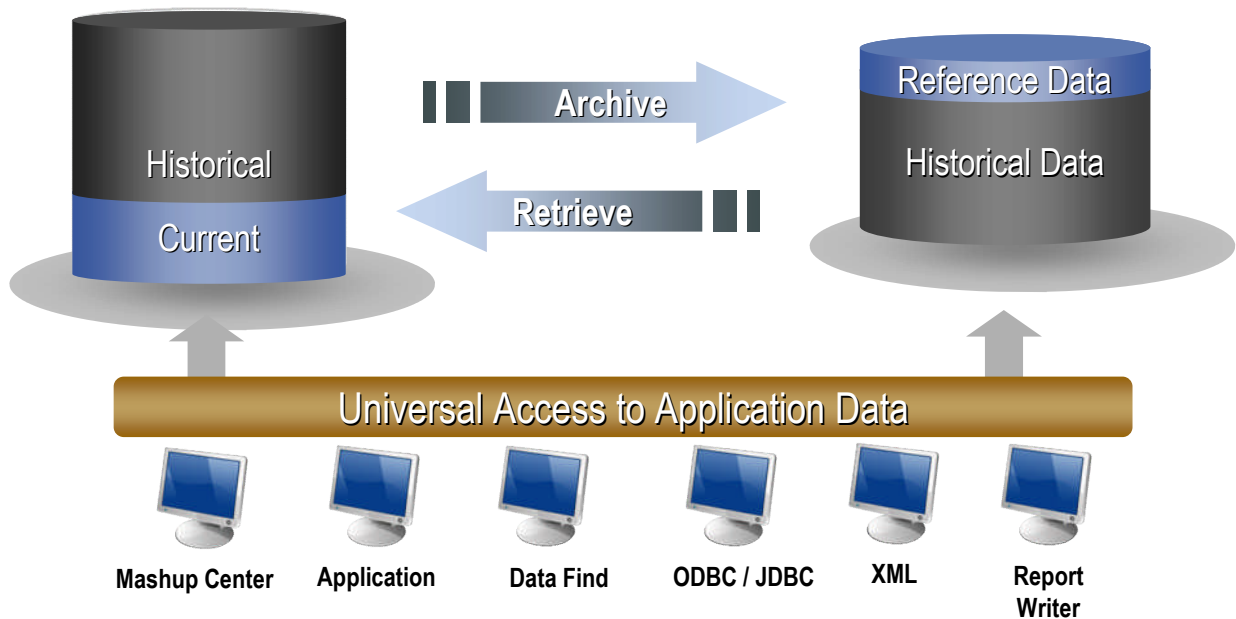 Historical
Current
Archive
Retrieve
Reference Data
Historical Data
Universal Access to Application Data
Mashup Center
Application
Data Find
ODBC / JDBC
XML
Report
Writer